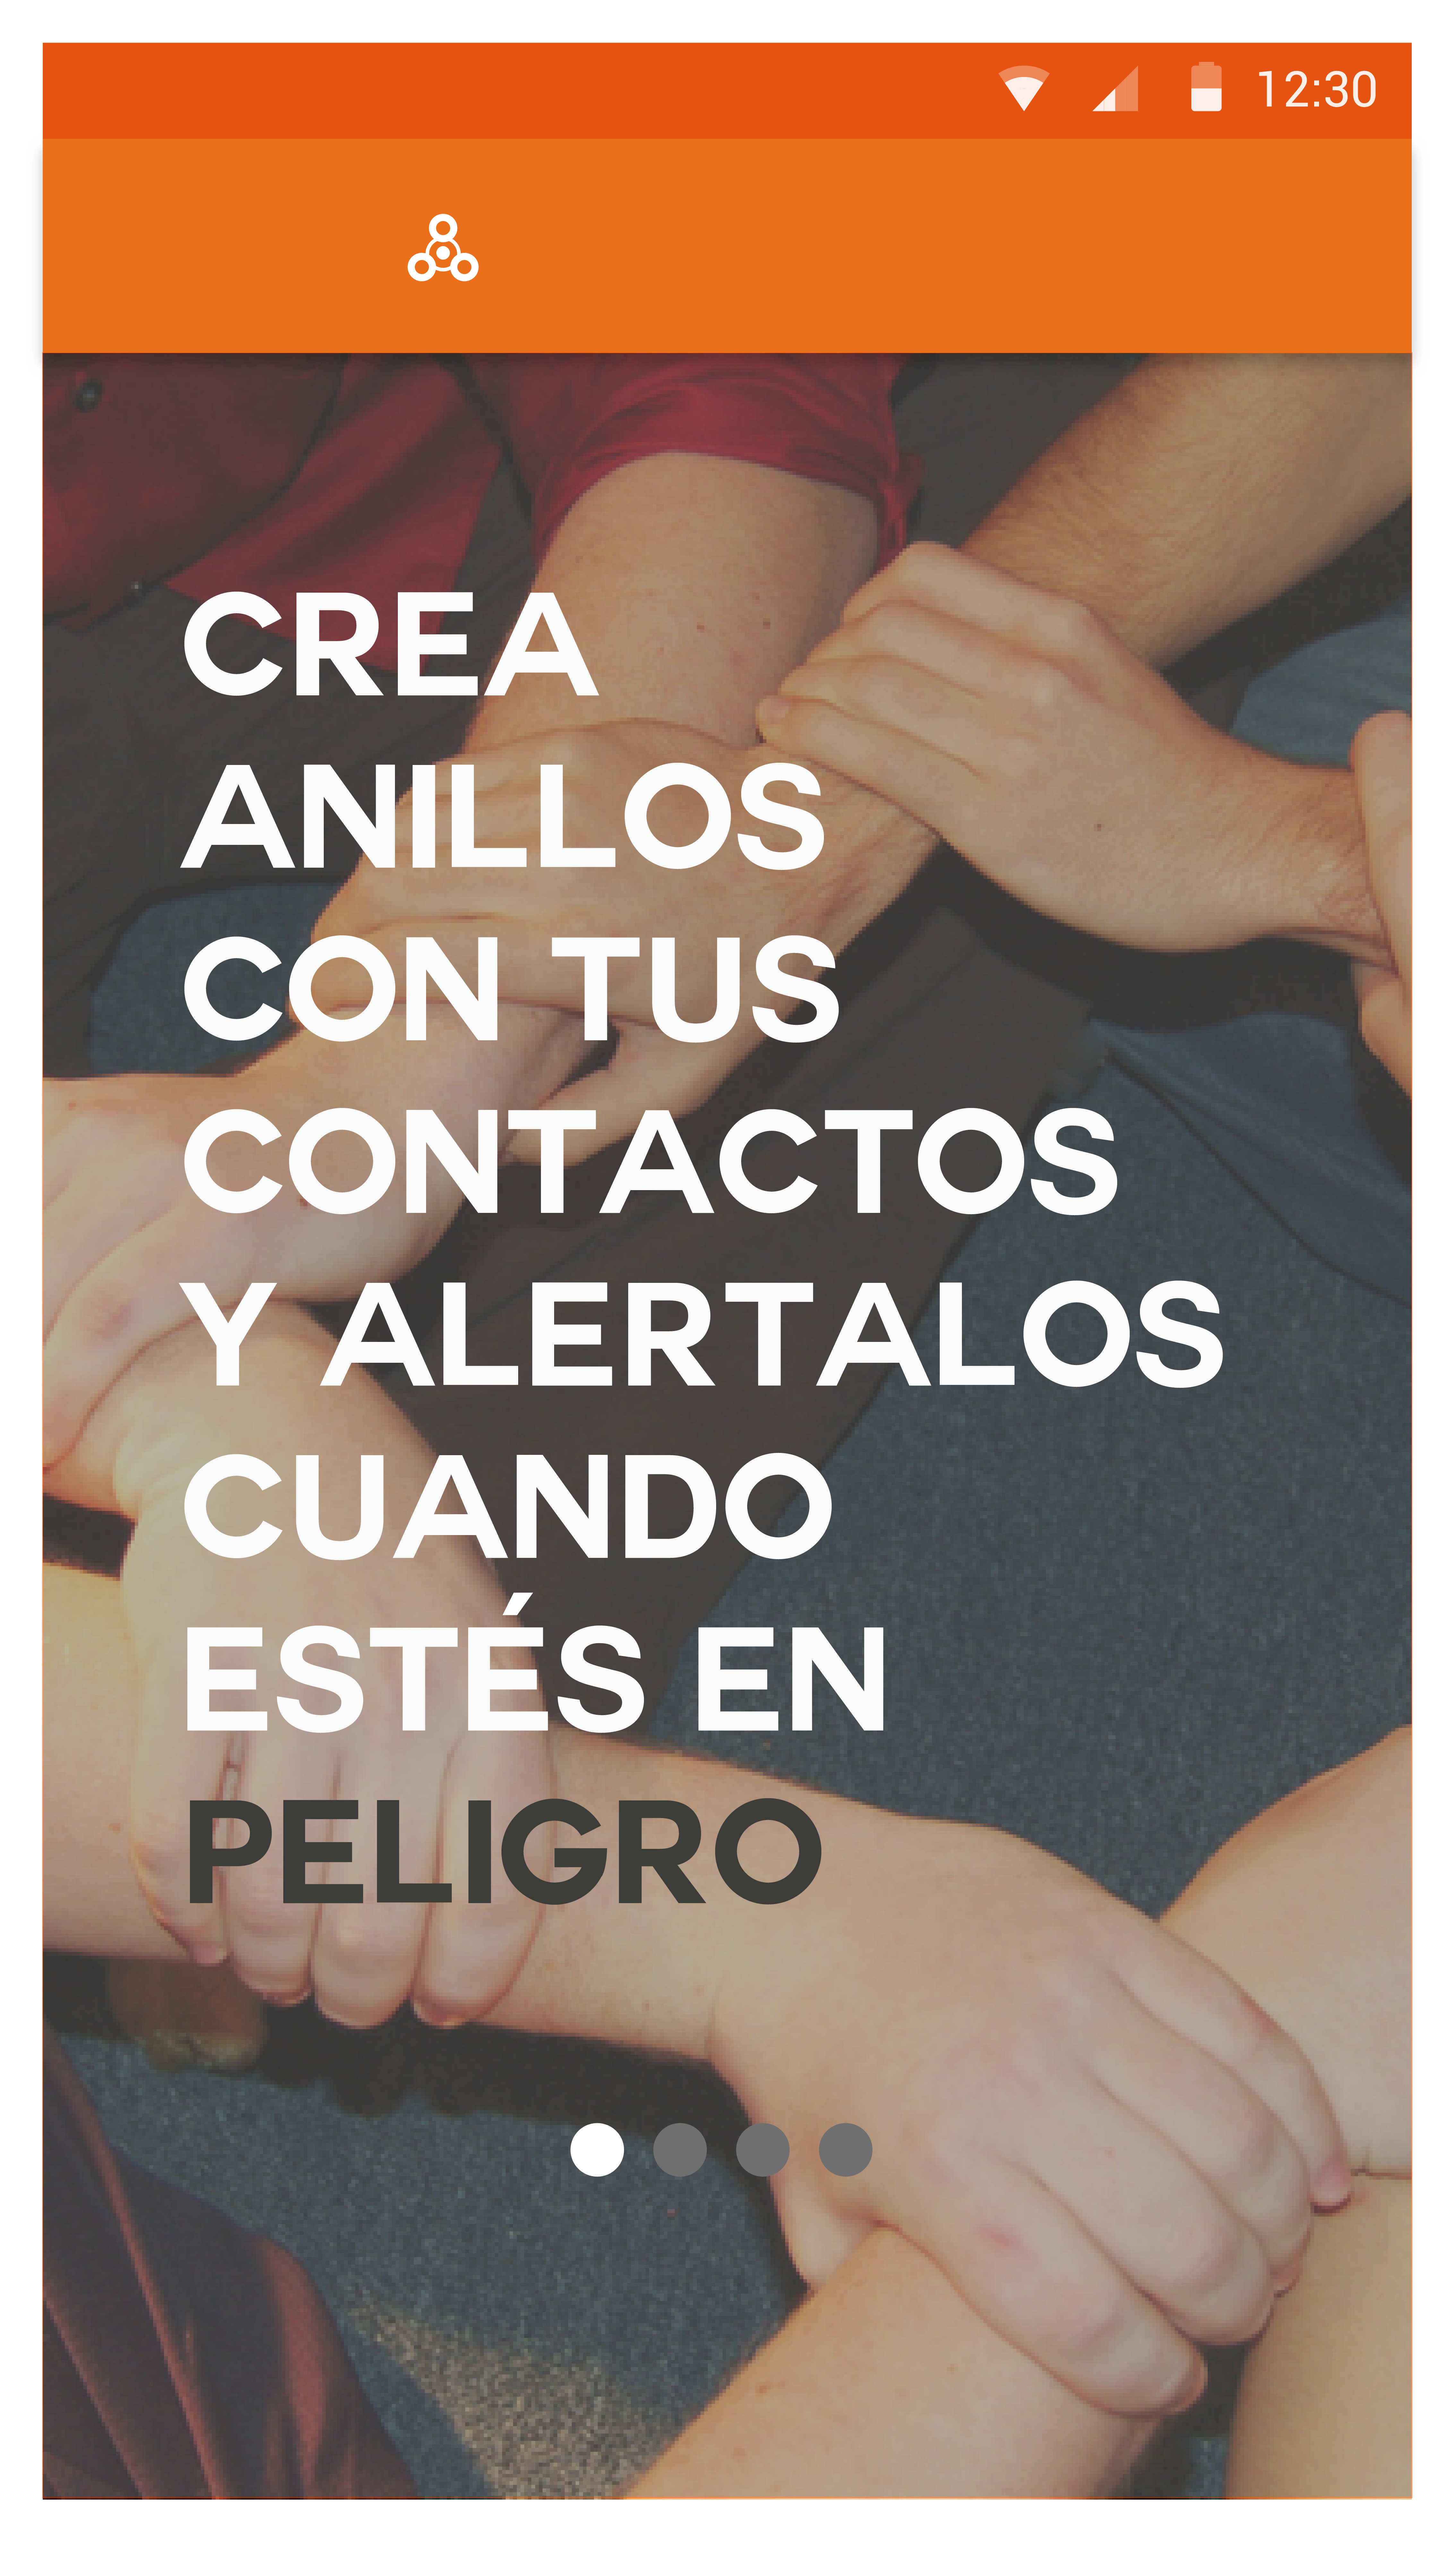 12:30
CREA
ANILLOS
CON TUS
CONTACTOS
Y ALERTALOS
CUANDO
ESTÉS EN
PELIGRO